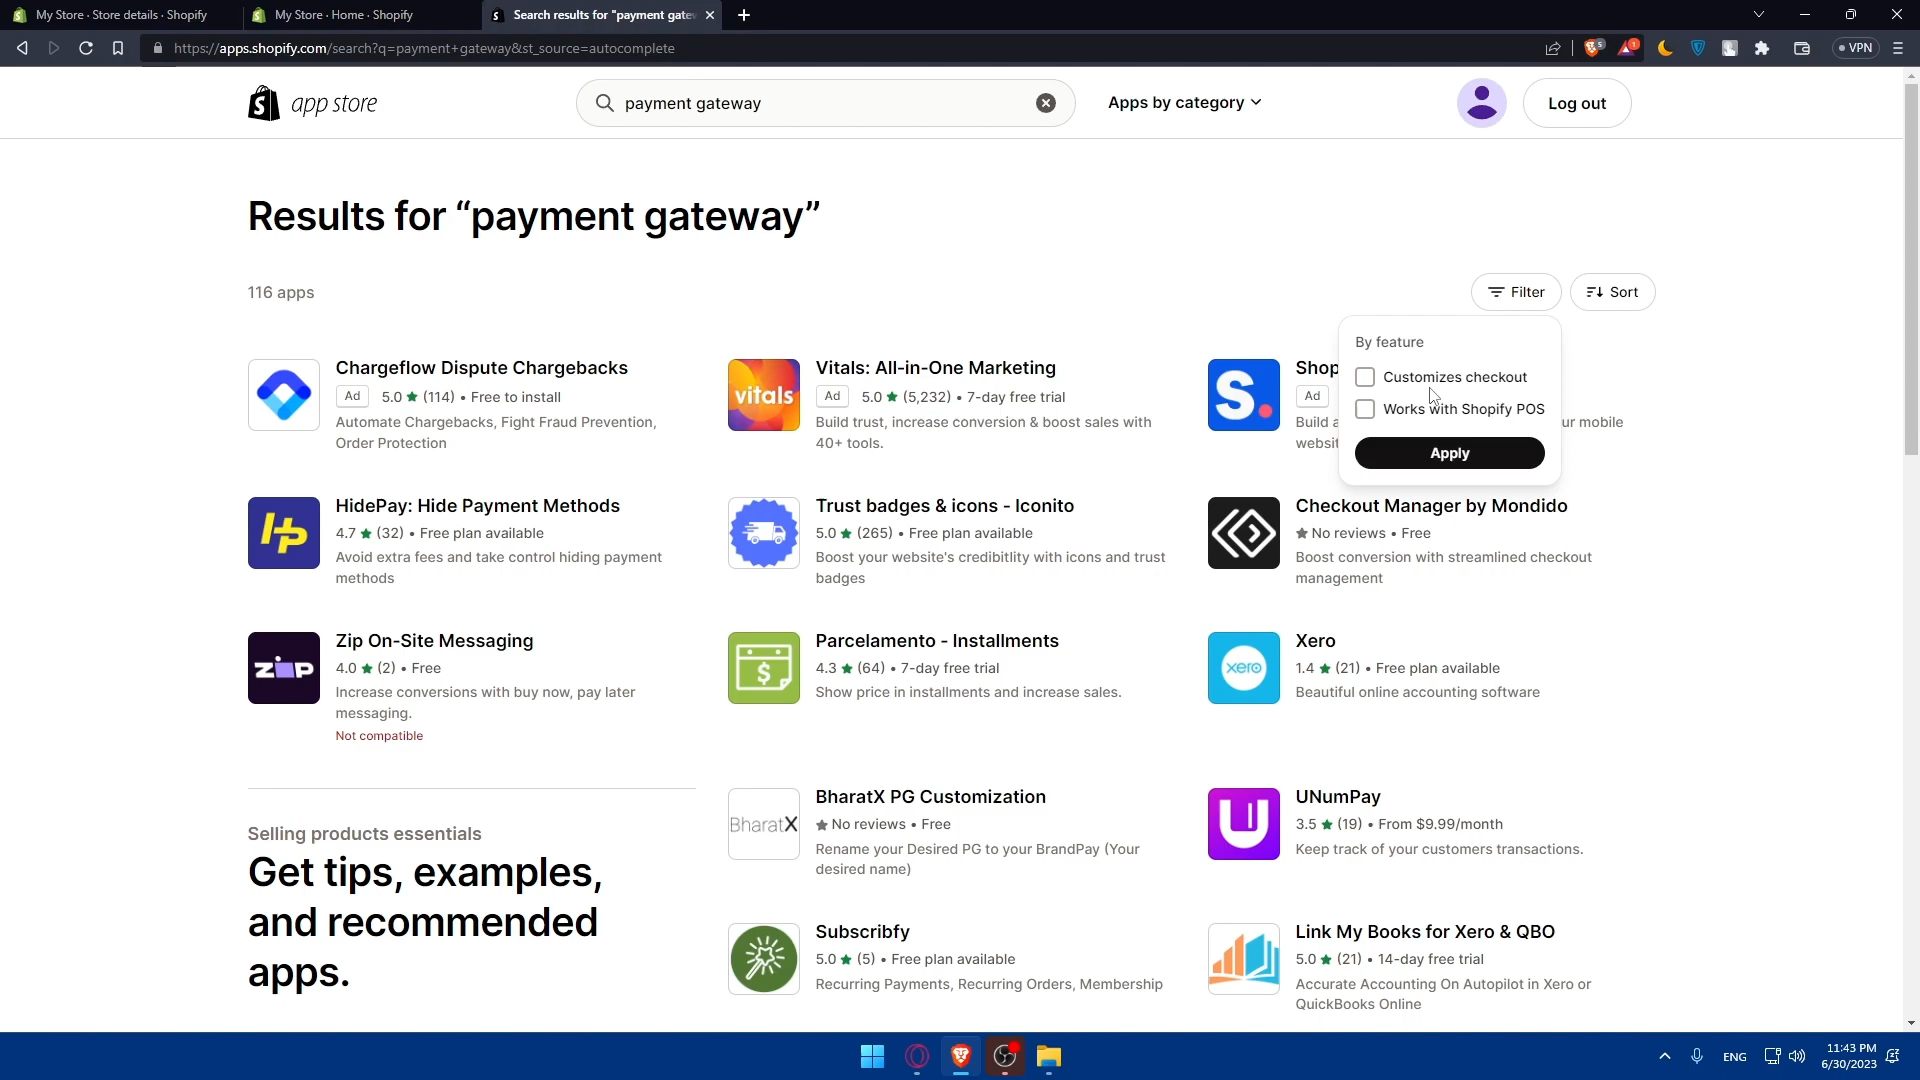 My Store · Store details · Shopify
My Store · Home · Shopify
Search results for "payment gatew
https://apps.shopify.com/search?q=payment+gateway&st_source=autocomplete
5
1
VPN
app store
payment gateway
Apps by category
Log out
Results for “payment gateway”
116 apps
Filter
Sort
By feature
Customizes checkout
Works with Shopify POS
Apply
Chargeflow Dispute Chargebacks
Ad 5.0 ★ (114) • Free to install
Automate Chargebacks, Fight Fraud Prevention,
Order Protection
vitals
Vitals: All-in-One Marketing
Ad 5.0 ★ (5,232) • 7-day free trial
Build trust, increase conversion & boost sales with
40+ tools.
S.
Shop
Ad
Build a
ur mobile
websit
HidePay: Hide Payment Methods
4.7 ★ (32) • Free plan available
Avoid extra fees and take control hiding payment
methods
Trust badges & icons - Iconito
5.0 ★ (265) • Free plan available
Boost your website's credibitlity with icons and trust
badges
Checkout Manager by Mondido
★ No reviews • Free
Boost conversion with streamlined checkout
management
ZIP
Zip On-Site Messaging
4.0 ★ (2) • Free
Increase conversions with buy now, pay later
messaging.
Not compatible
$
Parcelamento - Installments
4.3 ★ (64) • 7-day free trial
Show price in installments and increase sales.
xero
Xero
1.4 ★ (21) • Free plan available
Beautiful online accounting software
Selling products essentials
Get tips, examples,
and recommended
apps.
BharatX
BharatX PG Customization
★ No reviews • Free
Rename your Desired PG to your BrandPay (Your
desired name)
U
UNumPay
3.5 ★ (19) • From $9.99/month
Keep track of your customers transactions.
Subscribfy
5.0 ★ (5) • Free plan available
Recurring Payments, Recurring Orders, Membership
Link My Books for Xero & QBO
5.0 ★ (21) • 14-day free trial
Accurate Accounting On Autopilot in Xero or
QuickBooks Online
ENG
11:43 PM
6/30/2023